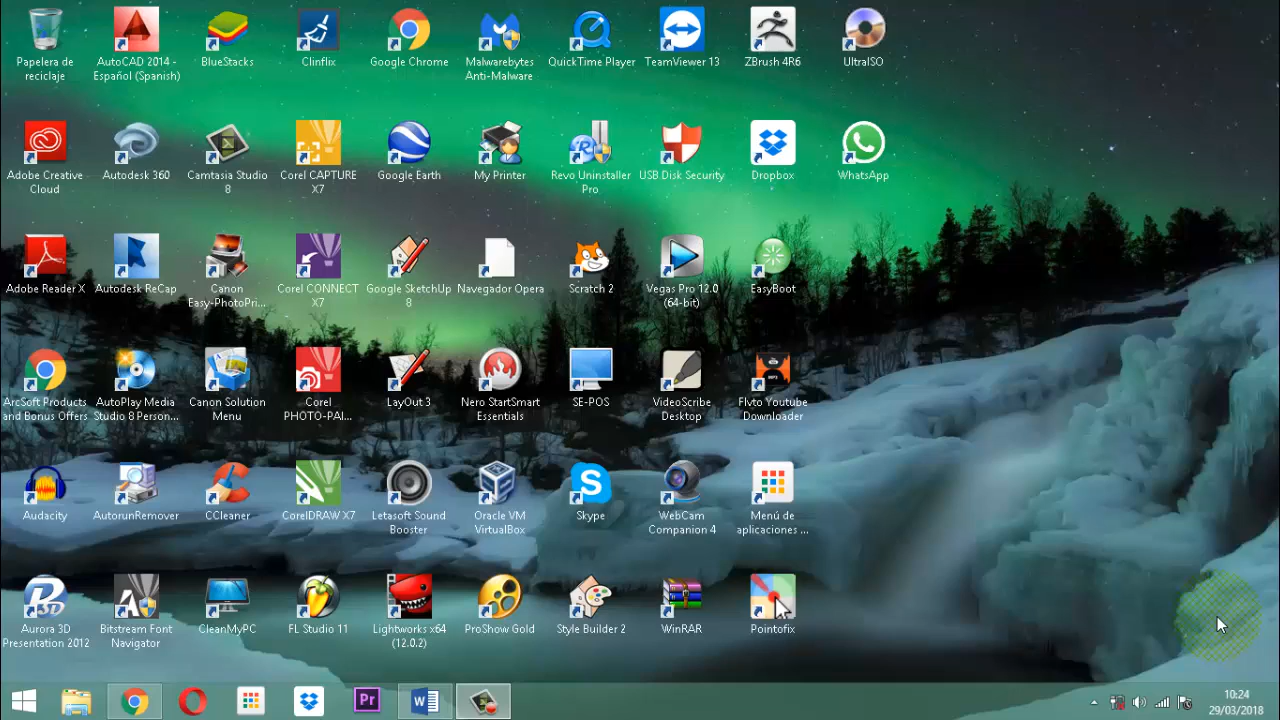 Papelera de
reciclaje
AutoCAD 2014 -
Español (Spanish)
BlueStacks
Clinflix
Google Chrome
Malwarebytes
Anti-Malware
QuickTime Player
TeamViewer 13
ZBrush 4R6
UltraISO
Adobe Creative
Cloud
Autodesk 360
Camtasia Studio
8
Corel CAPTURE
X7
Google Earth
My Printer
Revo Uninstaller
Pro
USB Disk Security
Dropbox
WhatsApp
Adobe Reader X
Autodesk ReCap
Canon
Easy-PhotoPri...
Corel CONNECT
X7
Google SketchUp
8
Navegador Opera
Scratch 2
Vegas Pro 12.0
(64-bit)
EasyBoot
ArcSoft Products
and Bonus Offers
AutoPlay Media
Studio 8 Person...
Canon Solution
Menu
Corel
PHOTO-PAI...
LayOut 3
Nero StartSmart
Essentials
SE-POS
VideoScribe
Desktop
Flvto Youtube
Downloader
Audacity
AutorunRemover
CCleaner
CorelDRAW X7
Letasoft Sound
Booster
Oracle VM
VirtualBox
Skype
WebCam
Companion 4
Menú de
aplicaciones ...
Aurora 3D
Presentation 2012
Bitstream Font
Navigator
CleanMyPC
FL Studio 11
Lightworks x64
(12.0.2)
ProShow Gold
Style Builder 2
WinRAR
Pointofix
Pr
10:24
29/03/2018